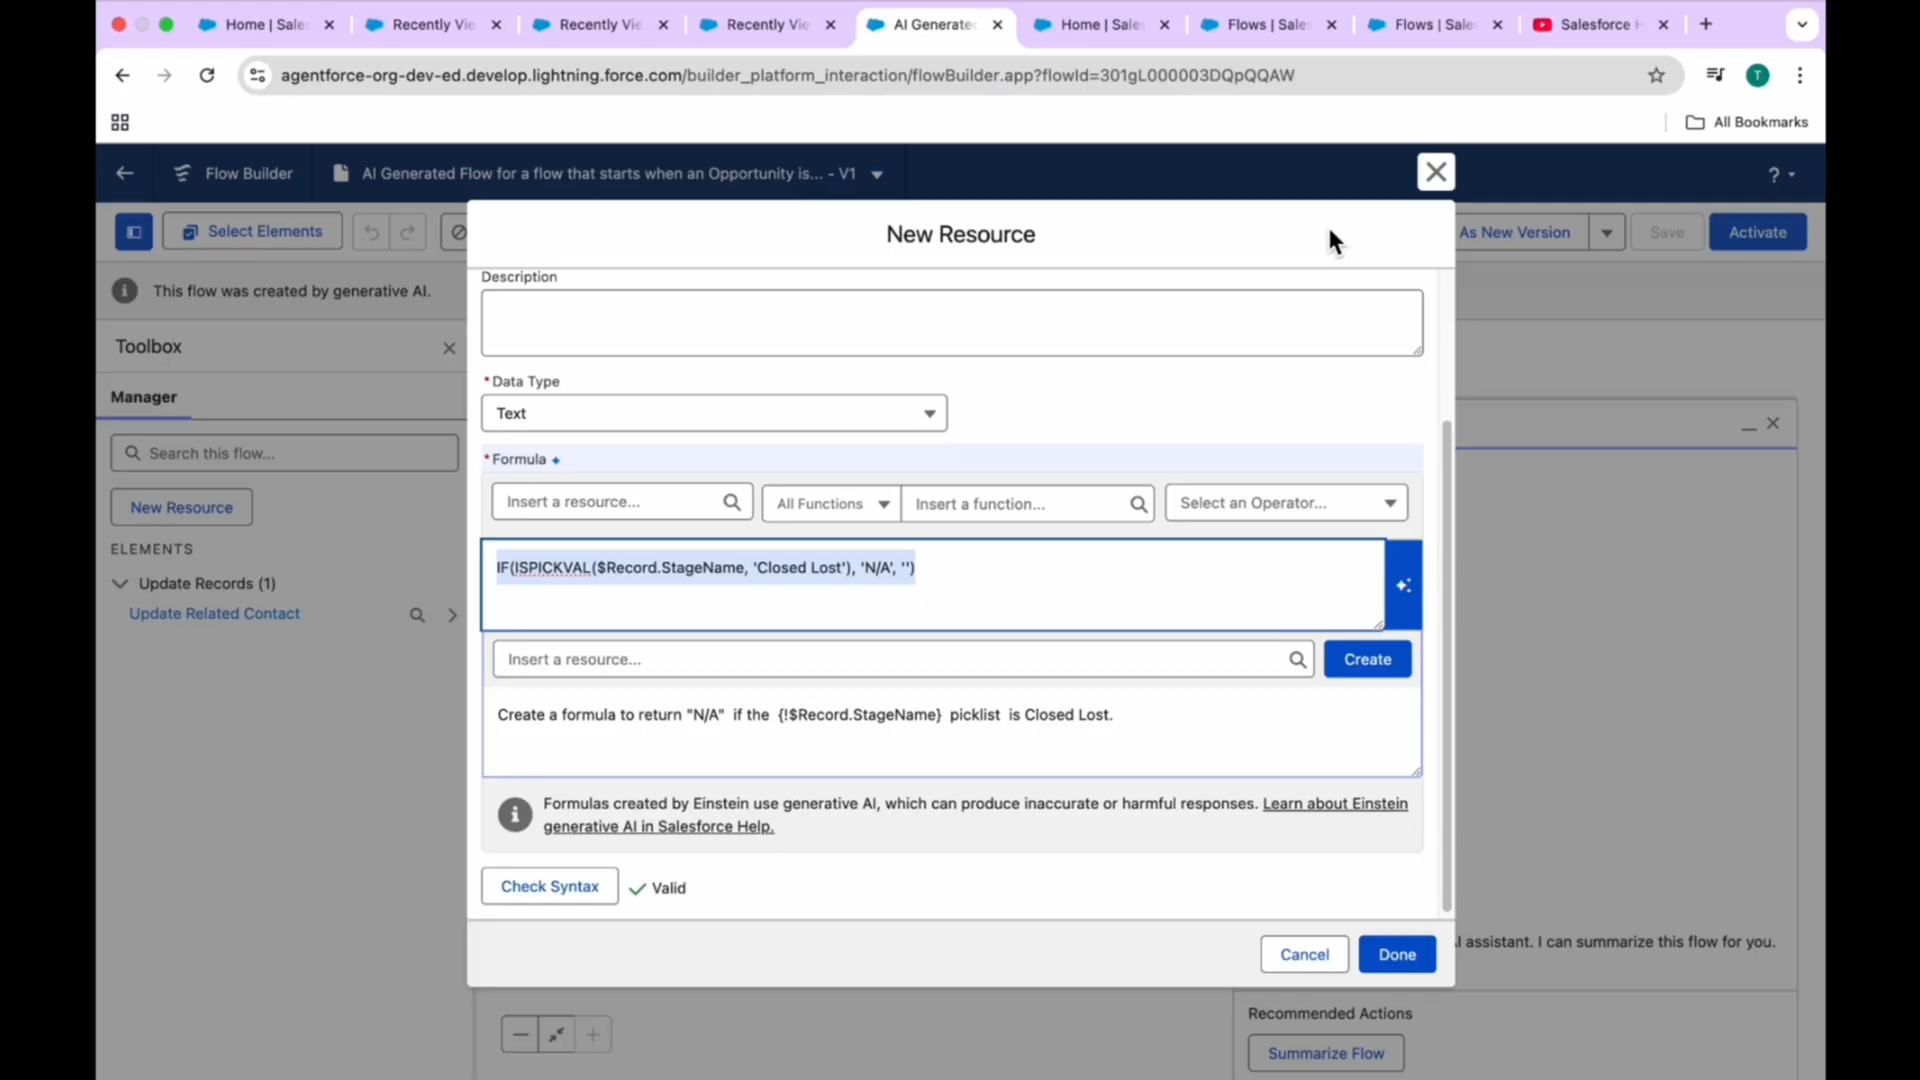 Home | Sales
Recently Vie
Recently Vie
Recently Vie
AI Generated
Home | Sales
Flows | Sales
Flows | Sales
Salesforce H
agentforce-org-dev-ed.develop.lightning.force.com/builder_platform_interaction/flowBuilder.app?flowId=301gL000003DQpQQAW
T
All Bookmarks
Flow Builder
AI Generated Flow for a flow that starts when an Opportunity is... - V1
?
Select Elements
As New Version
Save
Activate
This flow was created by generative AI.
Toolbox
Manager
Search this flow...
New Resource
ELEMENTS
Update Records (1)
Update Related Contact
New Resource
Description
*Data Type
Text
*Formula
Insert a resource...
All Functions
Insert a function...
Select an Operator...
IF(ISPICKVAL($Record.StageName, 'Closed Lost'), 'N/A', '')
Insert a resource...
Create
Create a formula to return "N/A" if the {!$Record.StageName} picklist is Closed Lost.
Formulas created by Einstein use generative AI, which can produce inaccurate or harmful responses. Learn about Einstein
generative AI in Salesforce Help.
Check Syntax
Valid
Cancel
Done
I assistant. I can summarize this flow for you.
Recommended Actions
Summarize Flow